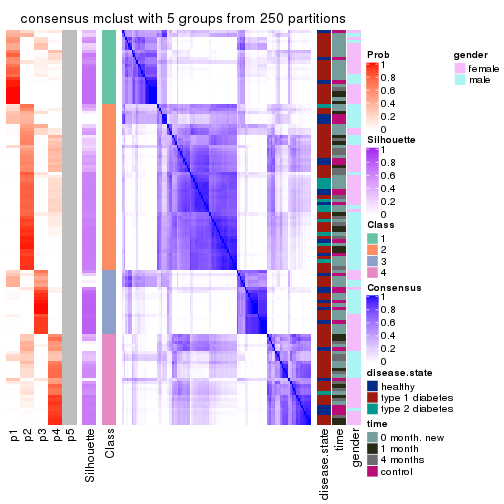 consensus mclust with 5 groups from 250 partitions
p1
p2
p3
p4
p5
Silhouette
Class
disease.state
time
gender
Prob
1
0.8
0.6
0.4
0.2
0
Silhouette
1
0.8
0.6
0.4
0.2
0
Class
1
2
3
4
Consensus
1
0.8
0.6
0.4
0.2
0
disease.state
healthy
type 1 diabetes
type 2 diabetes
time
0 month. new
1 month
4 months
control
gender
female
male